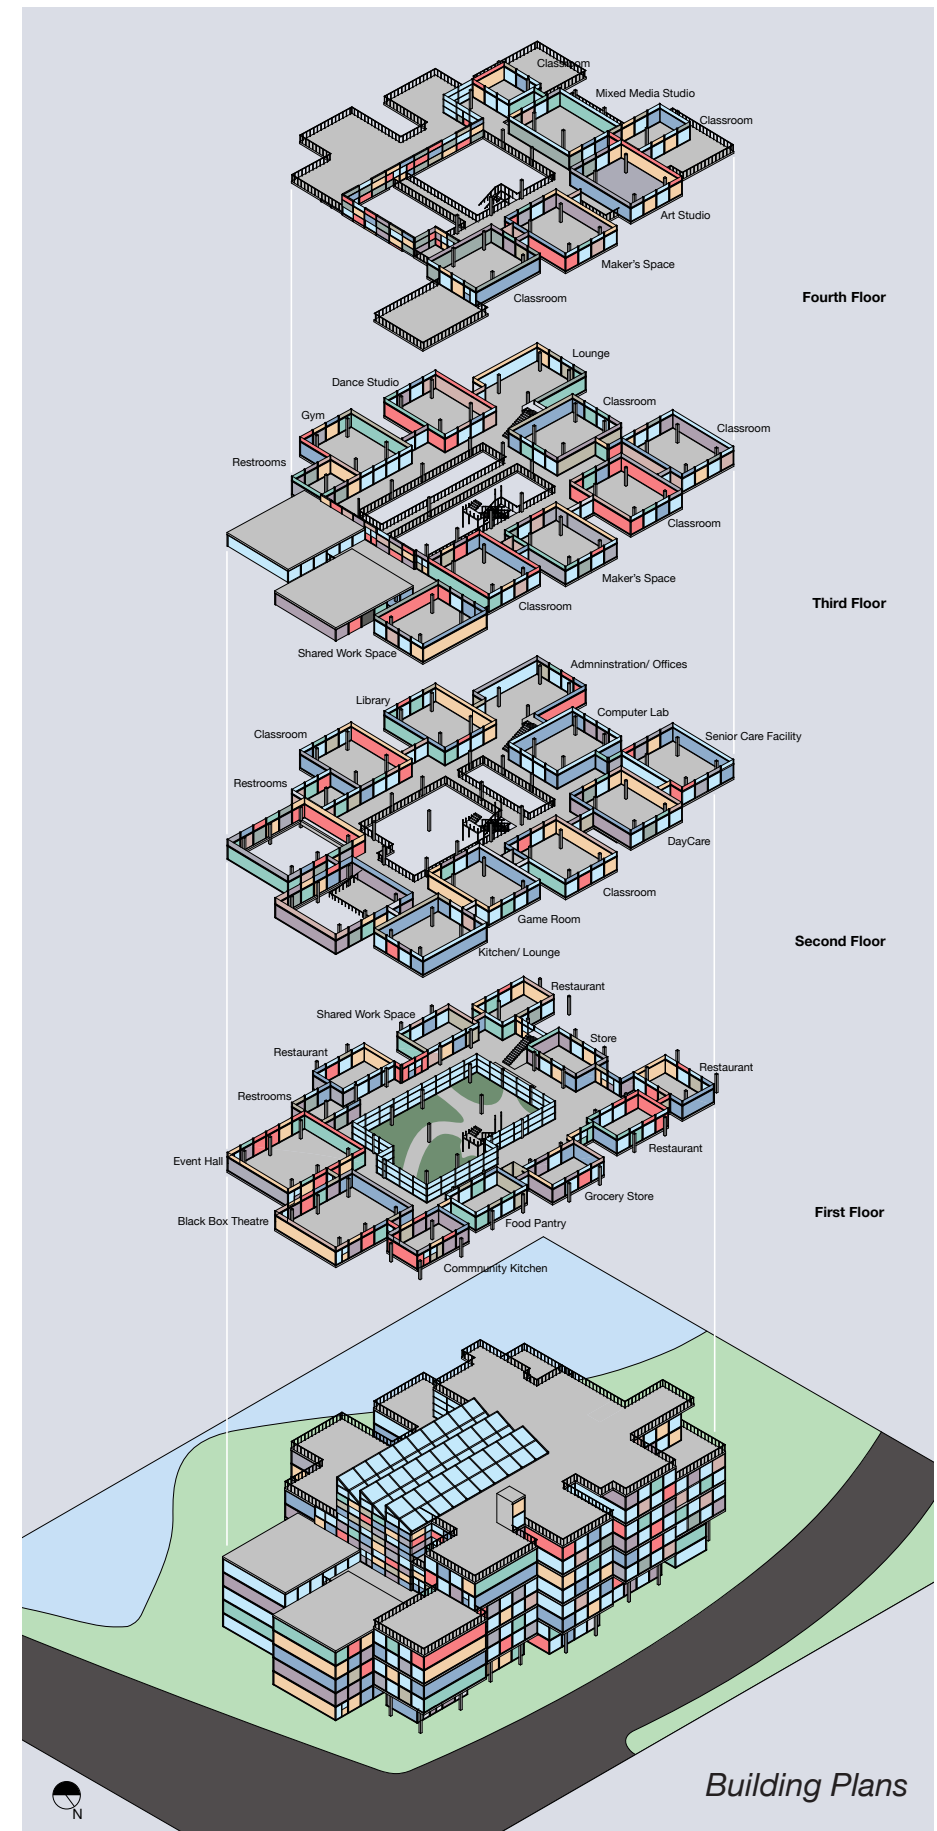 Classroom
Mixed Media Studio
Classroom
Art Studio
Maker's Space
Classroom
Fourth Floor
Lounge
Dance Studio
Classroom
Gym
Classroom
Restrooms
Classroom
Maker's Space
Classroom
Third Floor
Shared Work Space
Admninstration/ Offices
Library
Computer Lab
Classroom
Senior Care Facility
Restrooms
DayCare
Classroom
Game Room
Second Floor
Kitchen/ Lounge
Restaurant
Shared Work Space
Store
Restaurant
Restaurant
Restrooms
Restaurant
Event Hall
Grocery Store
First Floor
Black Box Theatre
Food Pantry
Commnunity Kitchen
Building Plans
N